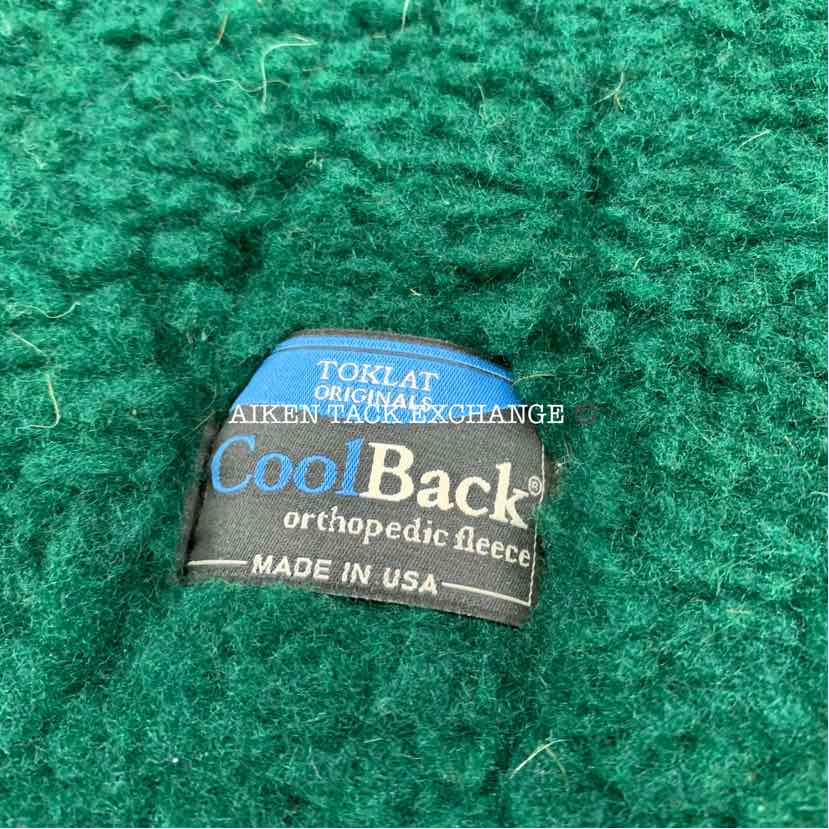 TOKLAT
ORIGINALS
AIKEN TACK EXCHANGE
CoolBack®
orthopedic fleece
MADE IN USA